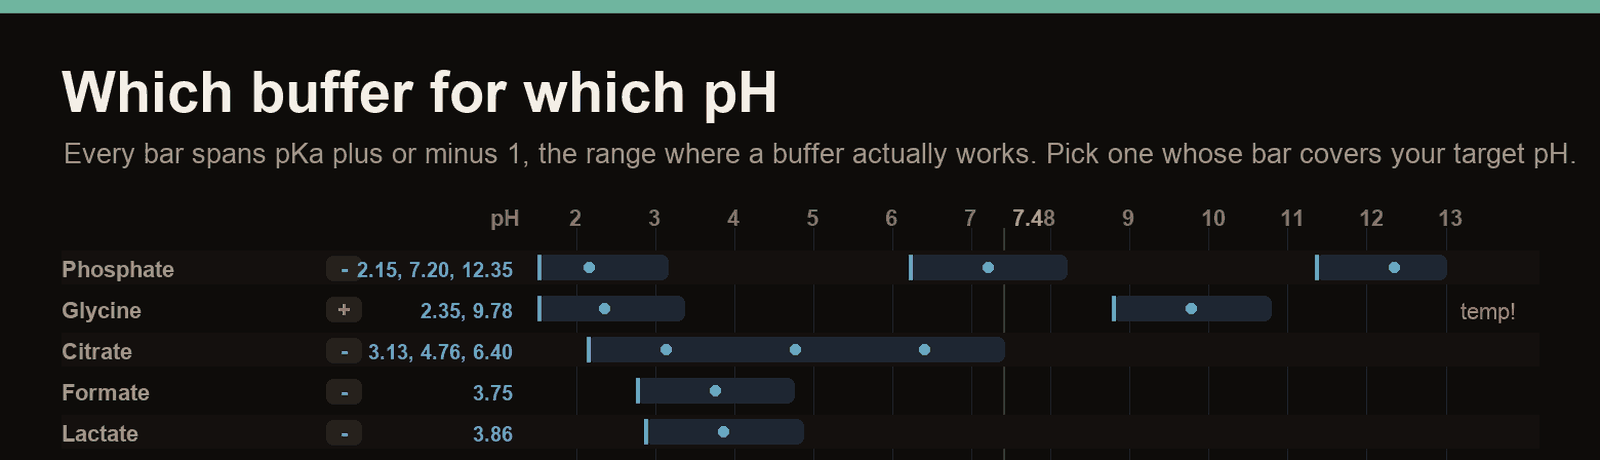 Which buffer for which pH
Every bar spans pKa plus or minus 1, the range where a buffer actually works. Pick one whose bar covers your target pH.
pH 2 3 4 5 6 7 7.4 8 9 10 11 12 13
Phosphate - 2.15, 7.20, 12.35
Glycine + 2.35, 9.78 temp!
Citrate - 3.13, 4.76, 6.40
Formate - 3.75
Lactate - 3.86